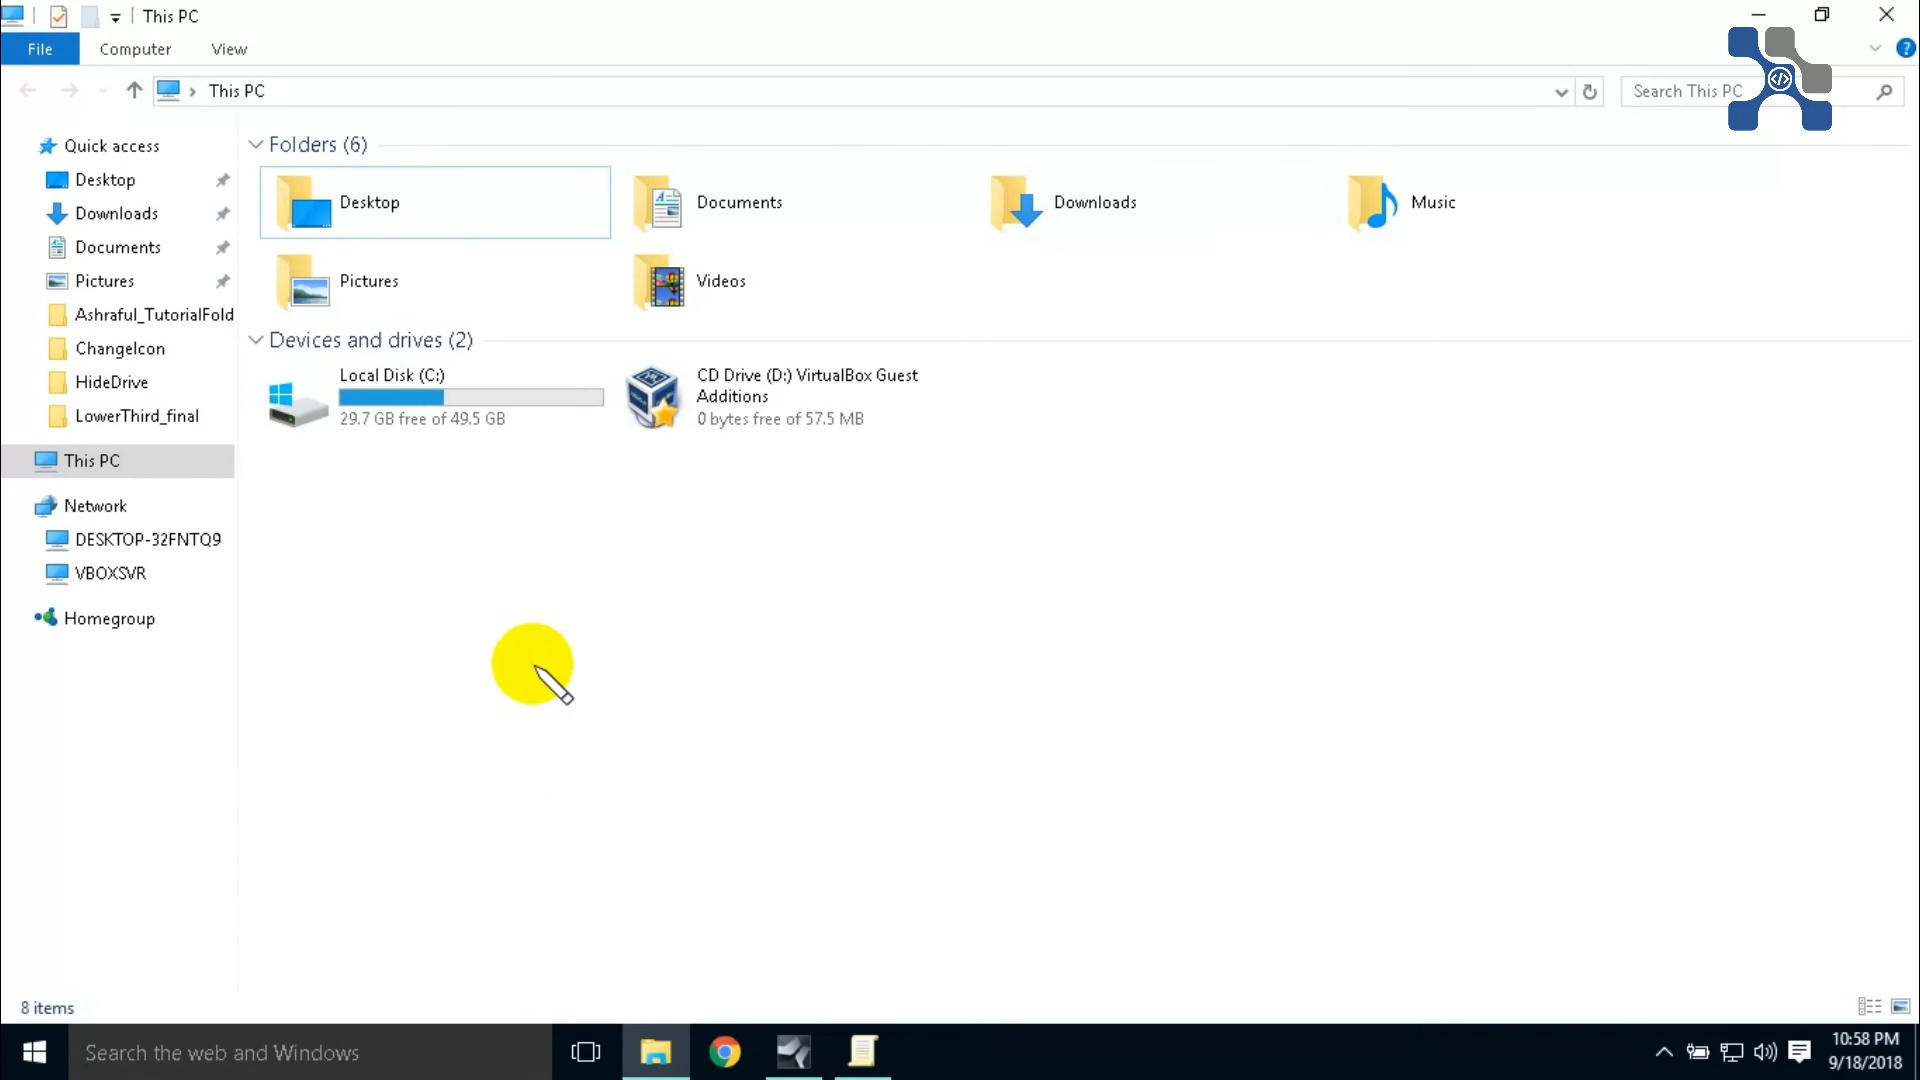 This PC
File
Computer
View
?
This PC
Search This PC
</>
Quick access
Desktop
Downloads
Documents
Pictures
Ashraful_TutorialFold
ChangeIcon
HideDrive
LowerThird_final
This PC
Network
DESKTOP-32FNTQ9
VBOXSVR
Homegroup
Folders (6)
Desktop
Documents
Downloads
Music
Pictures
Videos
Devices and drives (2)
Local Disk (C:)
29.7 GB free of 49.5 GB
CD Drive (D:) VirtualBox Guest
Additions
0 bytes free of 57.5 MB
8 items
Search the web and Windows
10:58 PM
9/18/2018